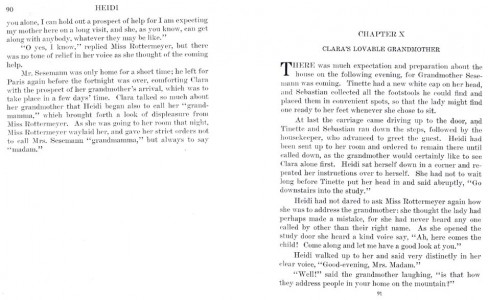 90 HEIDI
you alone, I can hold out a prospect of help for I am expecting
my mother here on a long visit, and she, as you know, can get
along with anybody, whatever they may be like."
"O yes, I know," replied Miss Rottermeyer, but there
was no tone of relief in her voice as she thought of the coming
help.
Mr. Sesemann was only home for a short time; he left for
Paris again before the fortnight was over, comforting Clara
with the prospect of her grandmother's arrival, which was to
take place in a few days' time. Clara talked so much about
her grandmother that Heidi began also to call her "grand-
mamma," which brought forth a look of displeasure from
Miss Rottermeyer. As she was going to her room that night,
Miss Rottermeyer waylaid her, and gave her strict orders not
to call Mrs. Sesemann "grandmamma," but always to say
"madam."
CHAPTER X
CLARA'S LOVABLE GRANDMOTHER
THERE was much expectation and preparation about the
home on the following evening, for Grandmother Sese-
mann was coming. Tinette had a new white cap on her head,
and Sebastian collected all the footstools he could find and
placed them in convenient spots, so that the lady might find
one ready to her feet whenever she chose to sit.
At last the carriage came driving up to the door, and
Tinette and Sebastian ran down the steps, followed by the
housekeeper, who advanced to greet the guest. Heidi had
been sent up to her room and ordered to remain there until
called down, as the grandmother would certainly like to see
Clara alone first. Heidi sat herself down in a corner and re-
peated her instructions over to herself. She had not to wait
long before Tinette put her head in and said abruptly, "Go
downstairs into the study."
Heidi had not dared to ask Miss Rottermeyer again how
she was to address the grandmother; she thought the lady had
perhaps made a mistake, for she had never heard any one
called by other than their right name. As she opened the
study door she heard a kind voice say, "Ah, here comes the
child! Come along and let me have a good look at you."
Heidi walked up to her and said very distinctly in her
clear voice, "Good-evening, Mrs. Madam."
"Well!" said the grandmother laughing, "is that how
they address people in your home on the mountain?"
91